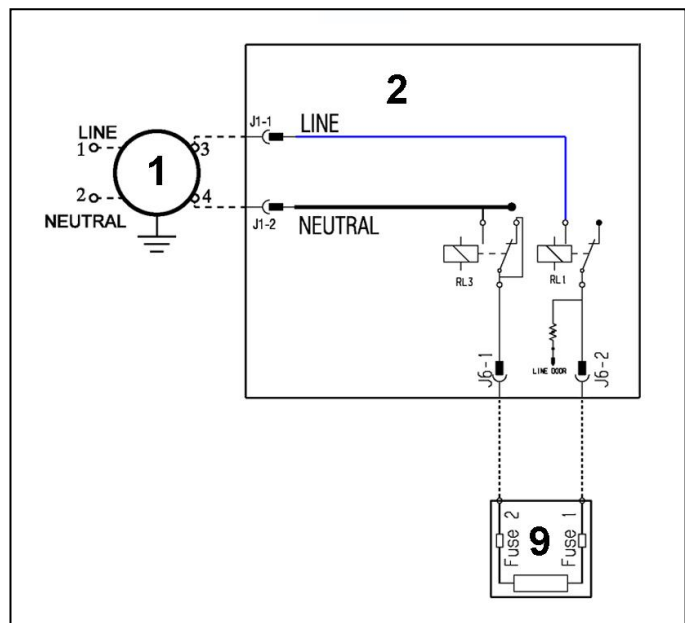 2
J1-1
LINE
LINE
1
3
1
2
4
NEUTRAL
NEUTRAL
J1-2
RL3
RL1
LINE DOOR
J6-1
J6-2
Fuse 2
Fuse 1
9